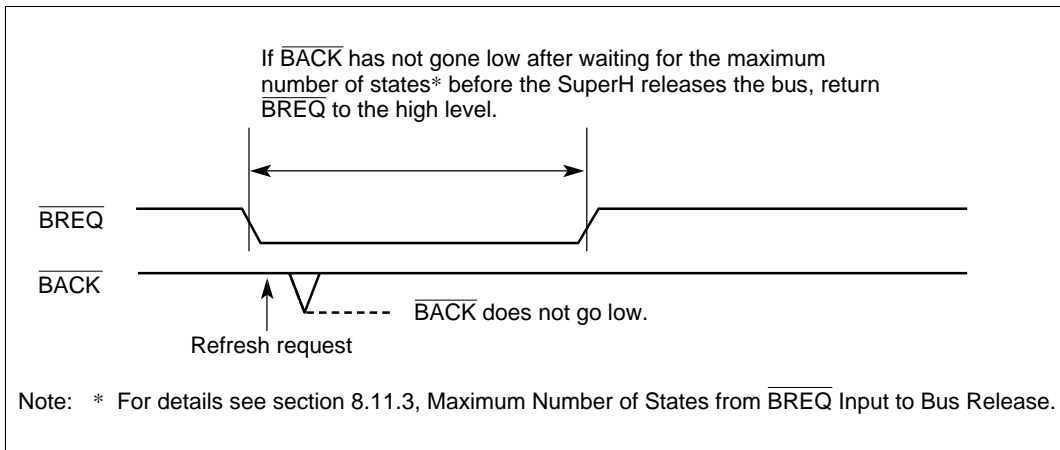 If BACK has not gone low after waiting for the maximum
number of states* before the SuperH releases the bus, return
BREQ to the high level.
BREQ
BACK
BACK does not go low.
Refresh request
Note: * For details see section 8.11.3, Maximum Number of States from BREQ Input to Bus Release.